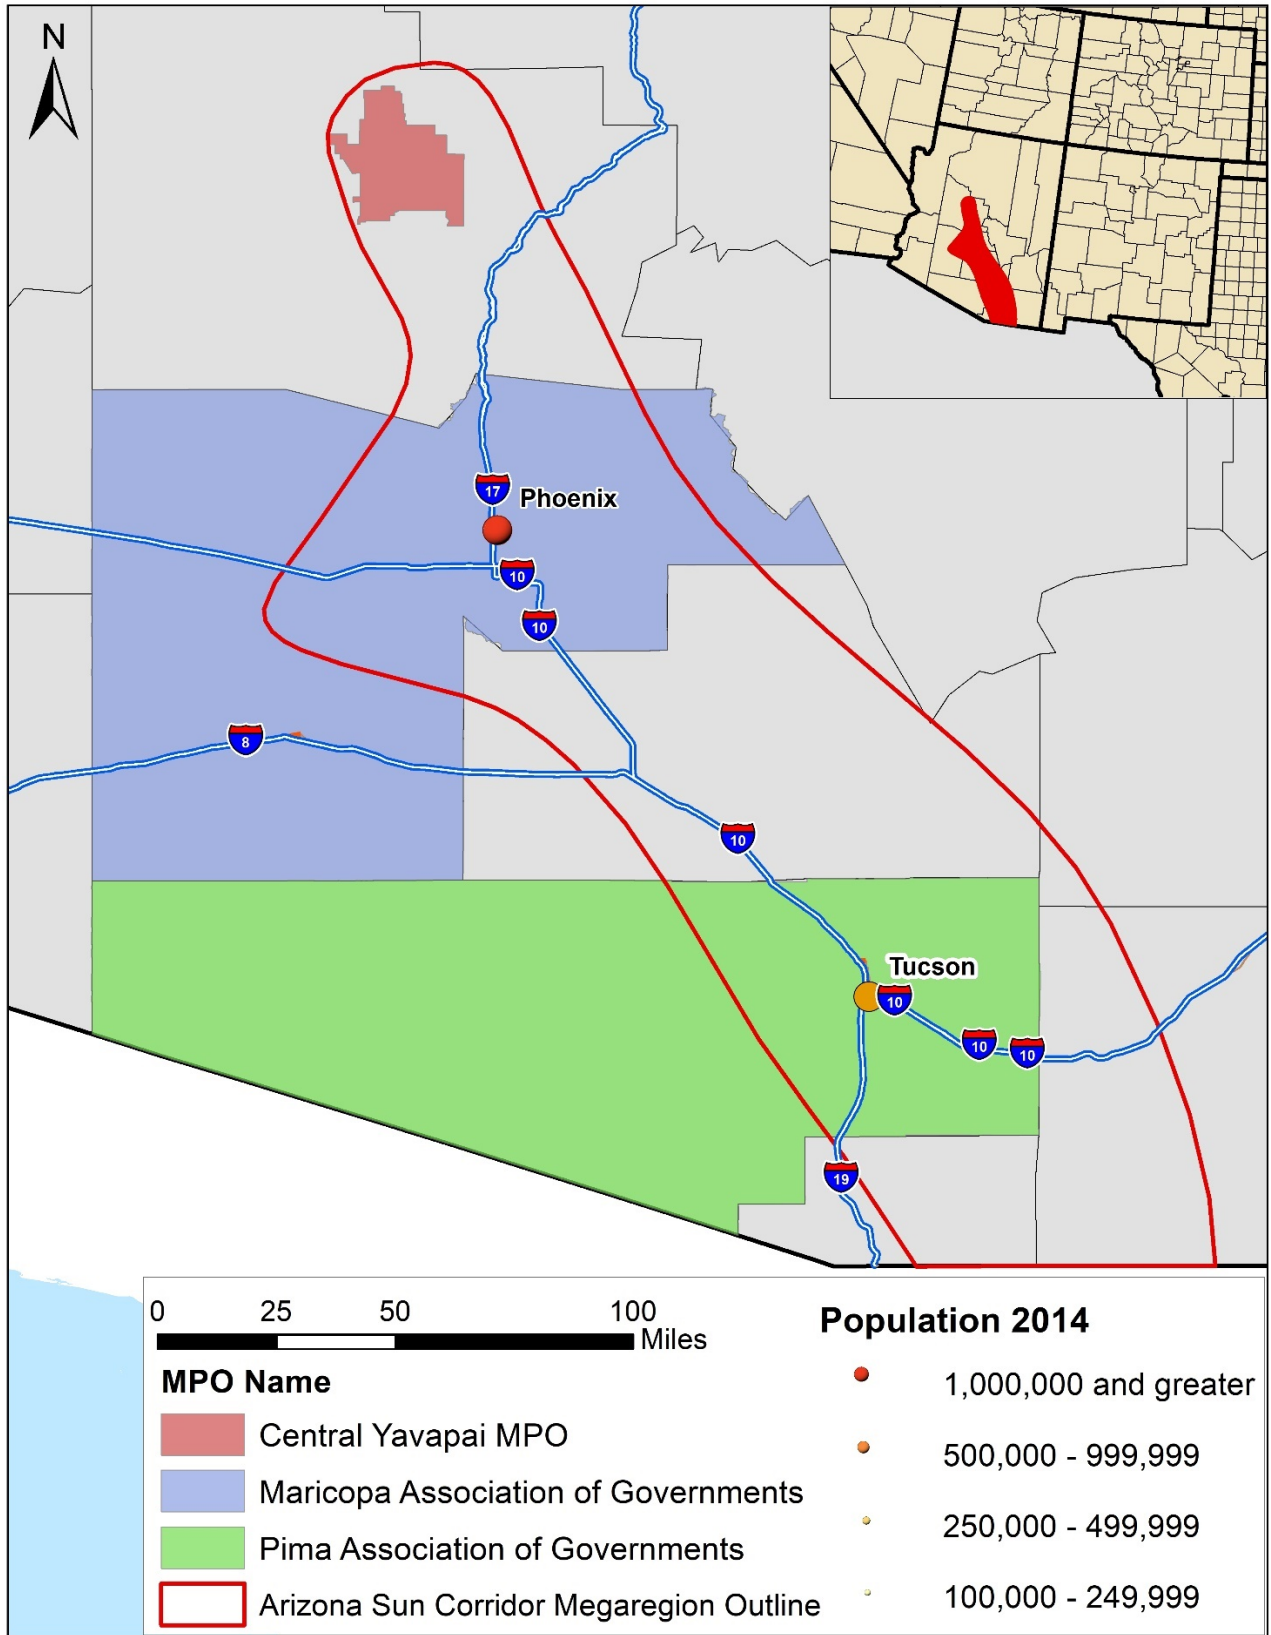 N
17
Phoenix
10
10
8
10
Tucson
10
10
10
19
0 25 50 100
Miles
MPO Name
Central Yavapai MPO
Maricopa Association of Governments
Pima Association of Governments
Arizona Sun Corridor Megaregion Outline
Population 2014
1,000,000 and greater
500,000 - 999,999
250,000 - 499,999
100,000 - 249,999